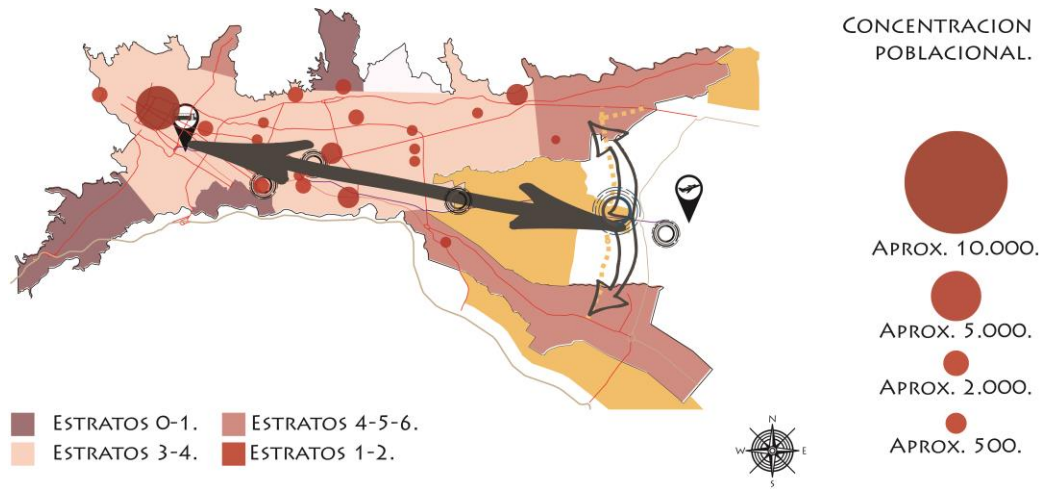 CONCENTRACION
POBLACIONAL.
APROX. 10.000.
APROX. 5.000.
APROX. 2.000.
APROX. 500.
ESTRATOS 0-1.
ESTRATOS 4-5-6.
ESTRATOS 3-4.
ESTRATOS 1-2.
N
W E
S